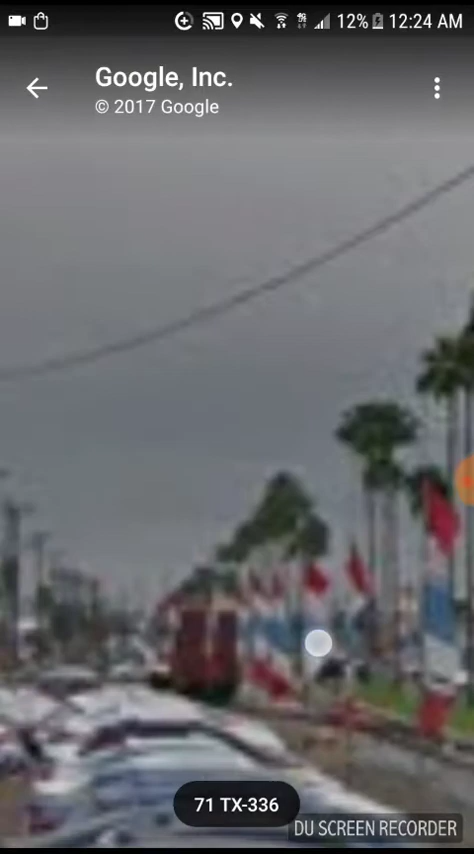 12% 12:24 AM
Google, Inc.
© 2017 Google
71 TX-336
DU SCREEN RECORDER